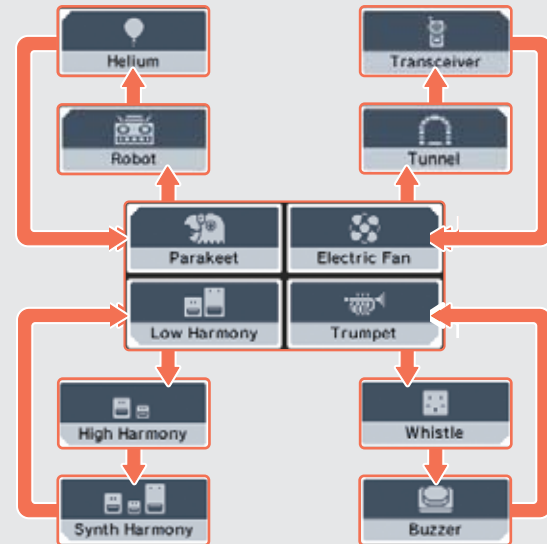 Helium
Transceiver
Robot
Tunnel
Parakeet
Electric Fan
Low Harmony
Trumpet
High Harmony
Whistle
Synth Harmony
Buzzer